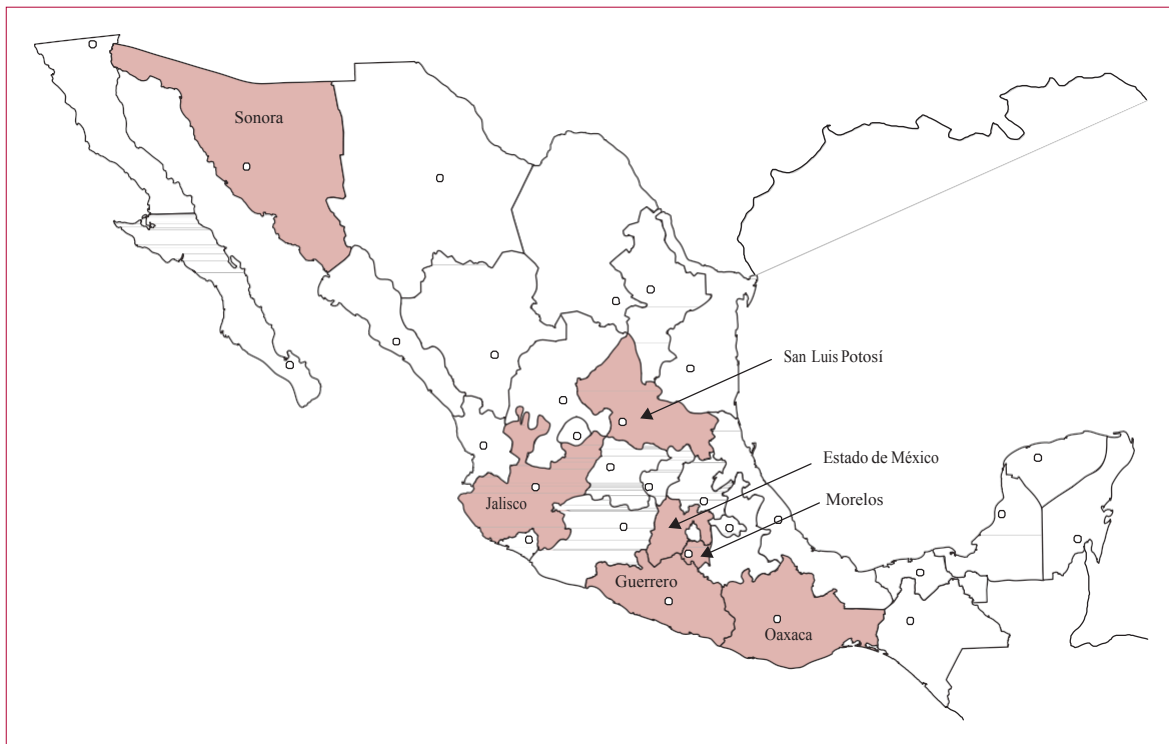 Sonora
San Luis Potosí
Estado de México
Jalisco
Morelos
Guerrero
Oaxaca